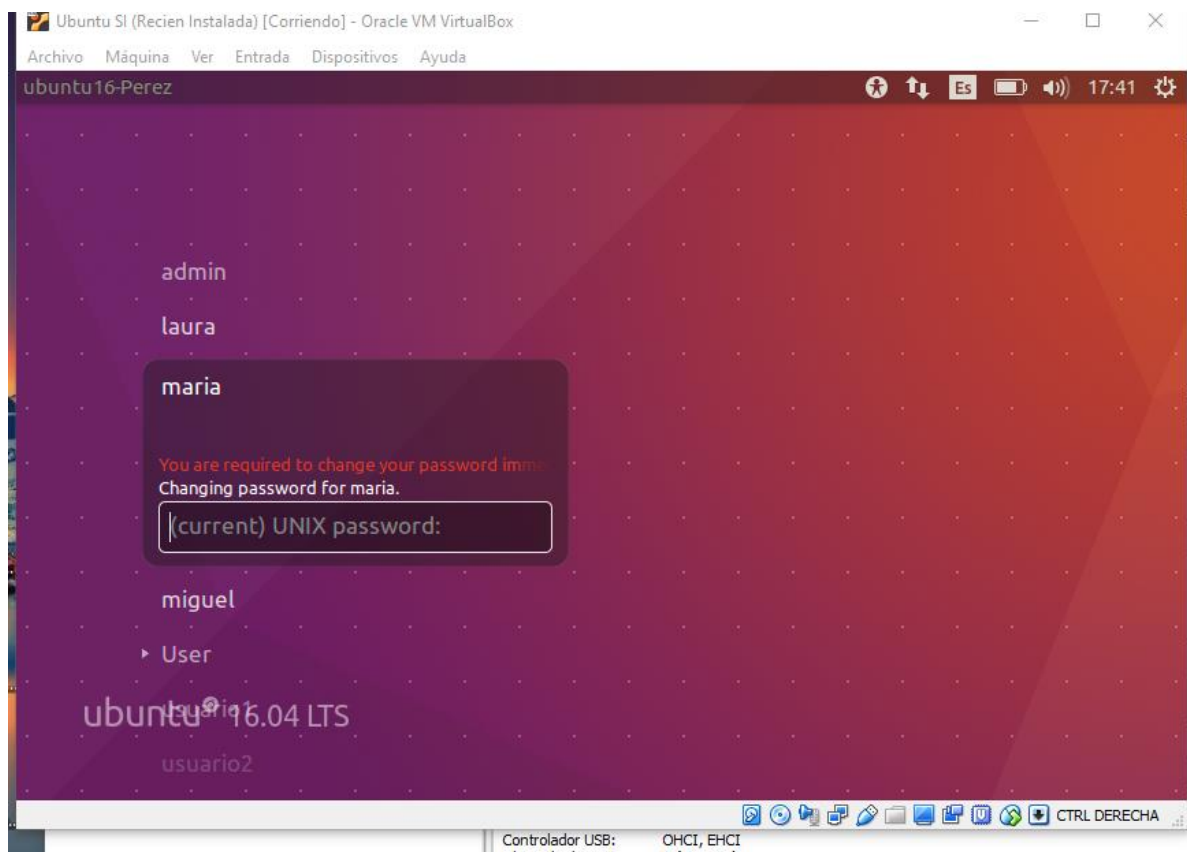 Ubuntu SI (Recien Instalada) [Corriendo] - Oracle VM VirtualBox
Archivo Máquina Ver Entrada Dispositivos Ayuda
ubuntu16-Perez Es 17:41
admin
laura
maria
You are required to change your password imme
Changing password for maria.
(current) UNIX password:
miguel
User
usuario1
ubuntu 16.04 LTS
usuario2
CTRL DERECHA
Controlador USB: OHCI, EHCI